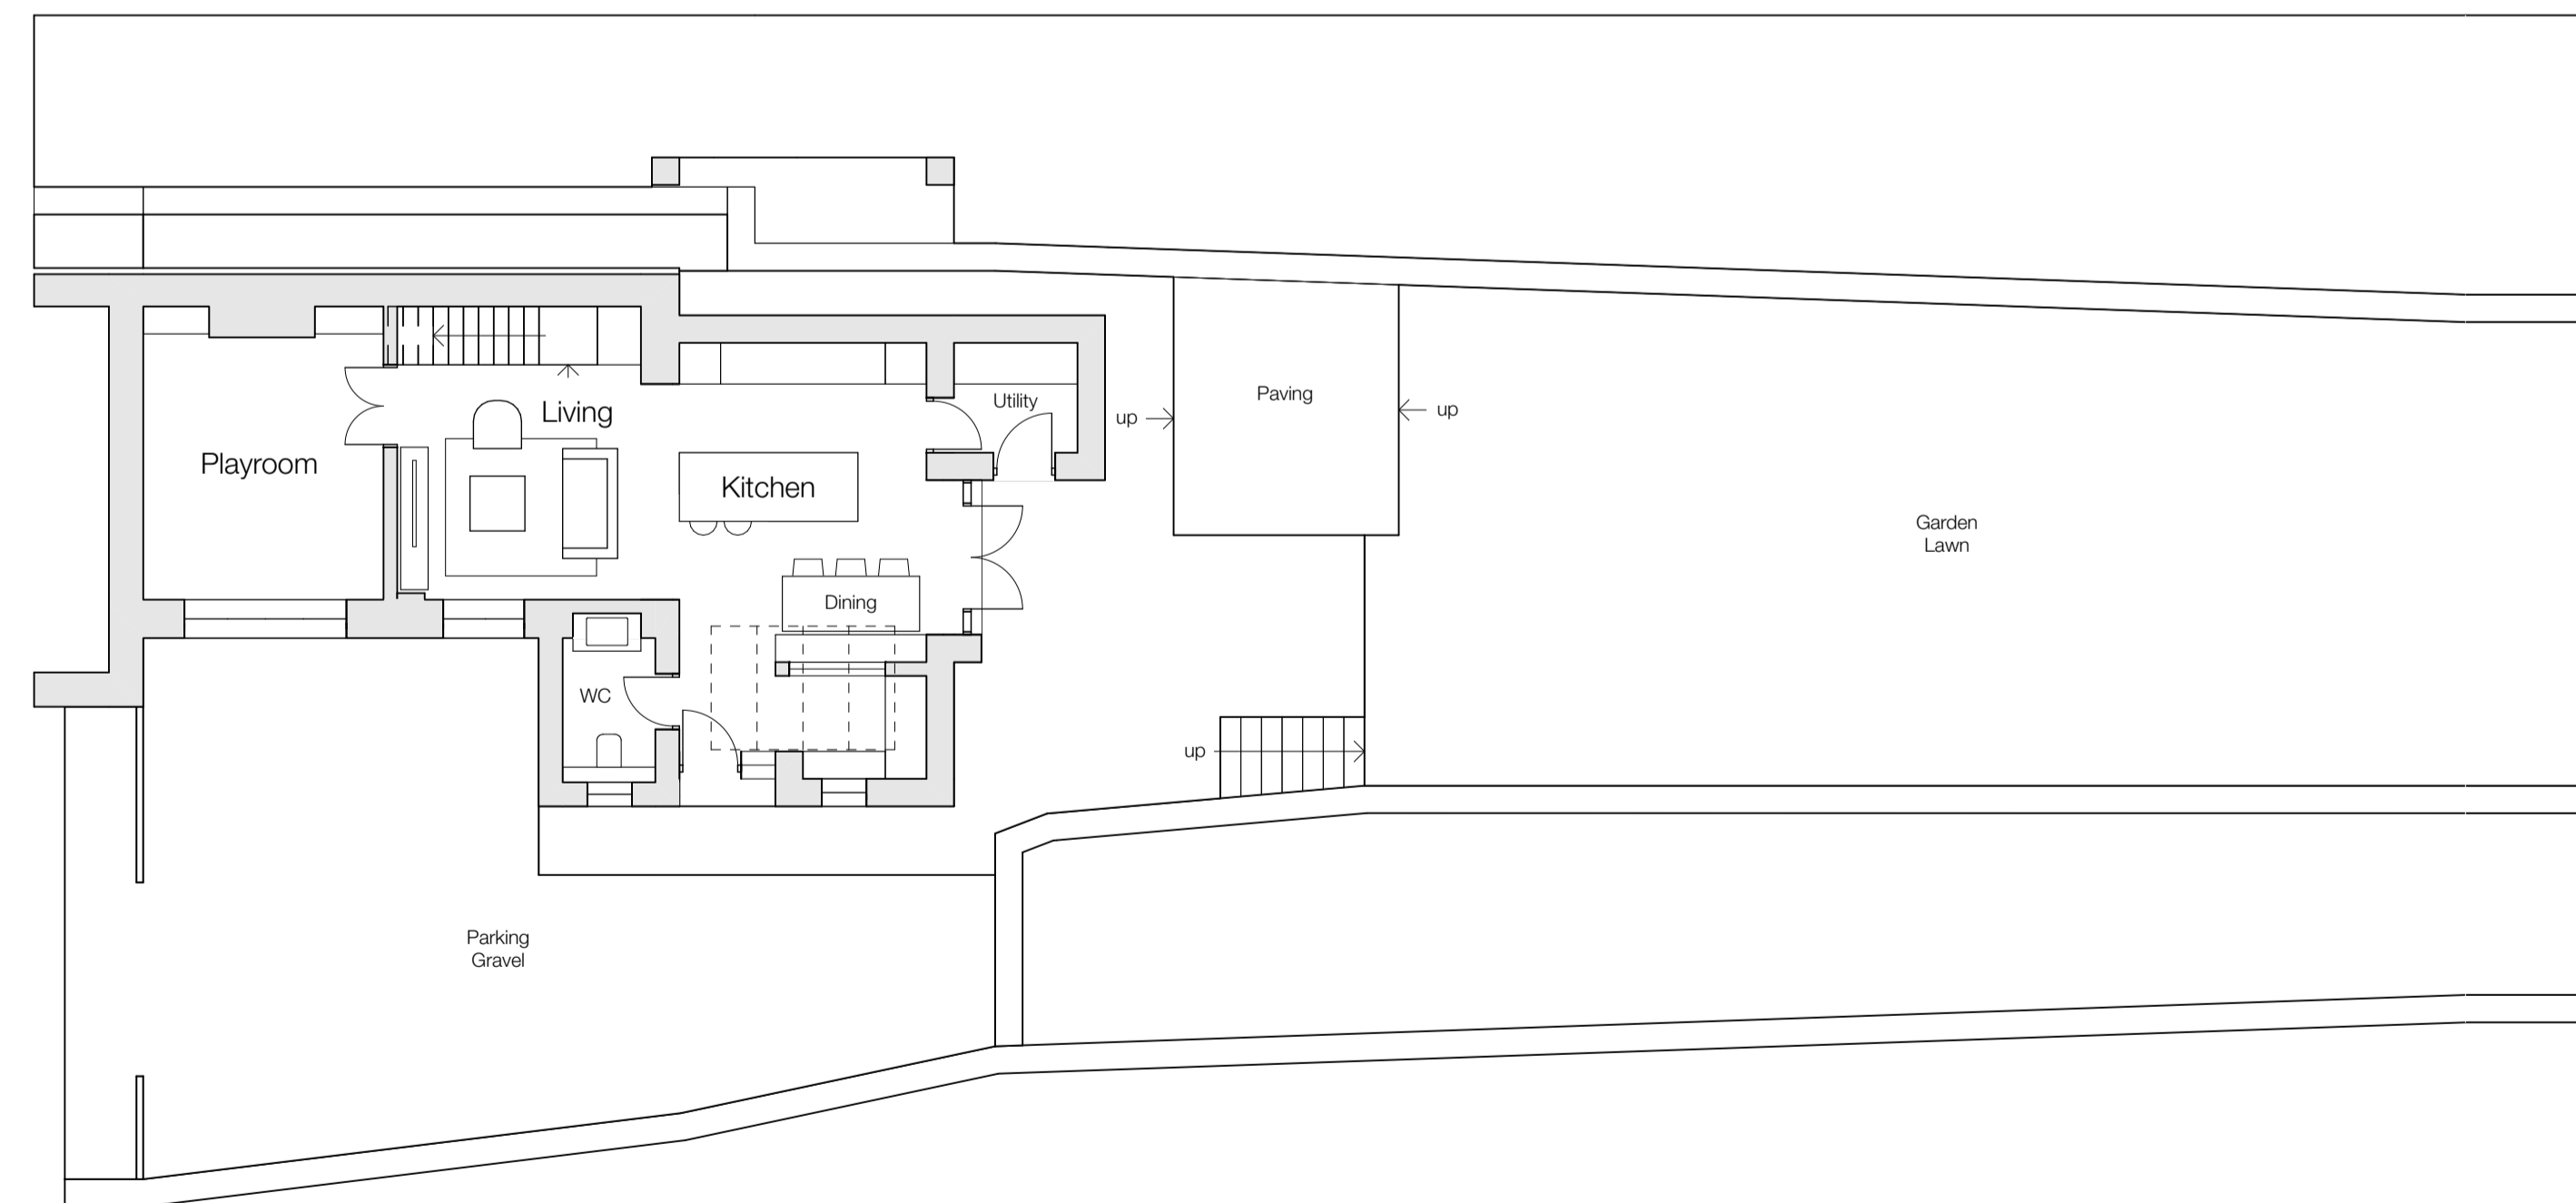 Living
Utility
Paving
up
up
Playroom
Kitchen
Garden
Lawn
Dining
WC
up
Parking
Gravel